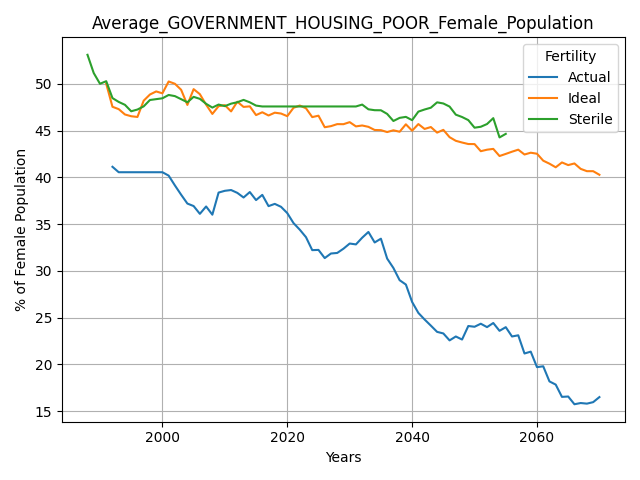 Average_GOVERNMENT_HOUSING_POOR_Female_Population
Fertility
Actual
Ideal
Sterile
% of Female Population
50
45
40
35
30
25
20
15
2000
2020
2040
2060
Years